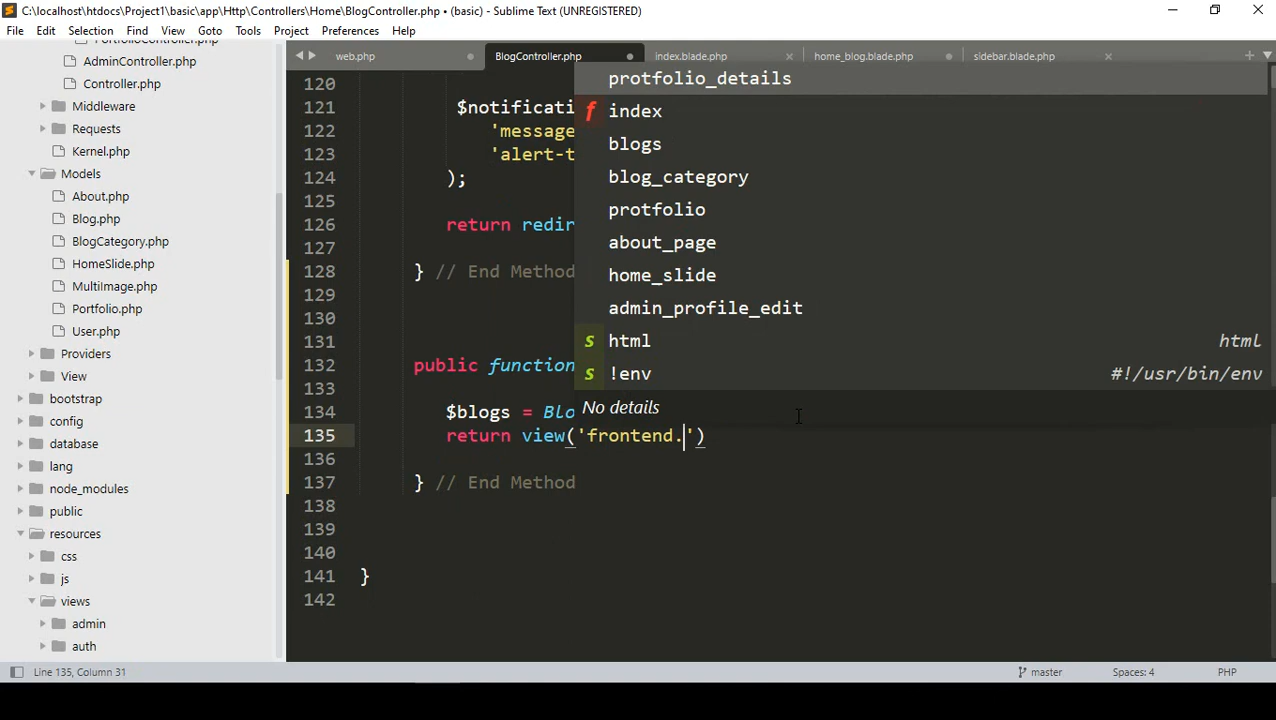 C:\localhost\htdocs\Project1\basic\app\Http\Controllers\Home\BlogController.php • (basic) - Sublime Text (UNREGISTERED)
File Edit Selection Find View Goto Tools Project Preferences Help
web.php BlogController.php index.blade.php home_blog.blade.php sidebar.blade.php
PortfolioController.php
AdminController.php
Controller.php
Middleware
Requests
Kernel.php
Models
About.php
Blog.php
BlogCategory.php
HomeSlide.php
MultiImage.php
Portfolio.php
User.php
Providers
View
bootstrap
config
database
lang
node_modules
public
resources
css
js
views
admin
auth
120
121 $notificati
122 'message
123 'alert-t
124 );
125
126 return redir
127
128 } // End Method
129
130
131
132 public function
133
134 $blogs = Blo
135 return view('frontend.')
136
137 } // End Method
138
139
140
141 }
142
protfolio_details
f index
blogs
blog_category
protfolio
about_page
home_slide
admin_profile_edit
s html html
s !env #!/usr/bin/env
No details
Line 135, Column 31 master Spaces: 4 PHP